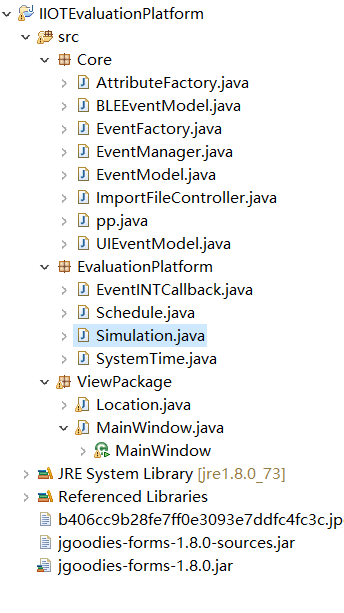 IIOTEvaluationPlatform
src
Core
AttributeFactory.java
BLEEventModel.java
EventFactory.java
EventManager.java
EventModel.java
ImportFileController.java
pp.java
UIEventModel.java
EvaluationPlatform
EventINTCallback.java
Schedule.java
Simulation.java
SystemTime.java
ViewPackage
Location.java
MainWindow.java
MainWindow
JRE System Library [jre1.8.0_73]
Referenced Libraries
b406cc9b28fe7ff0e3093e7ddfc4fc3c.jp
jgoodies-forms-1.8.0-sources.jar
jgoodies-forms-1.8.0.jar